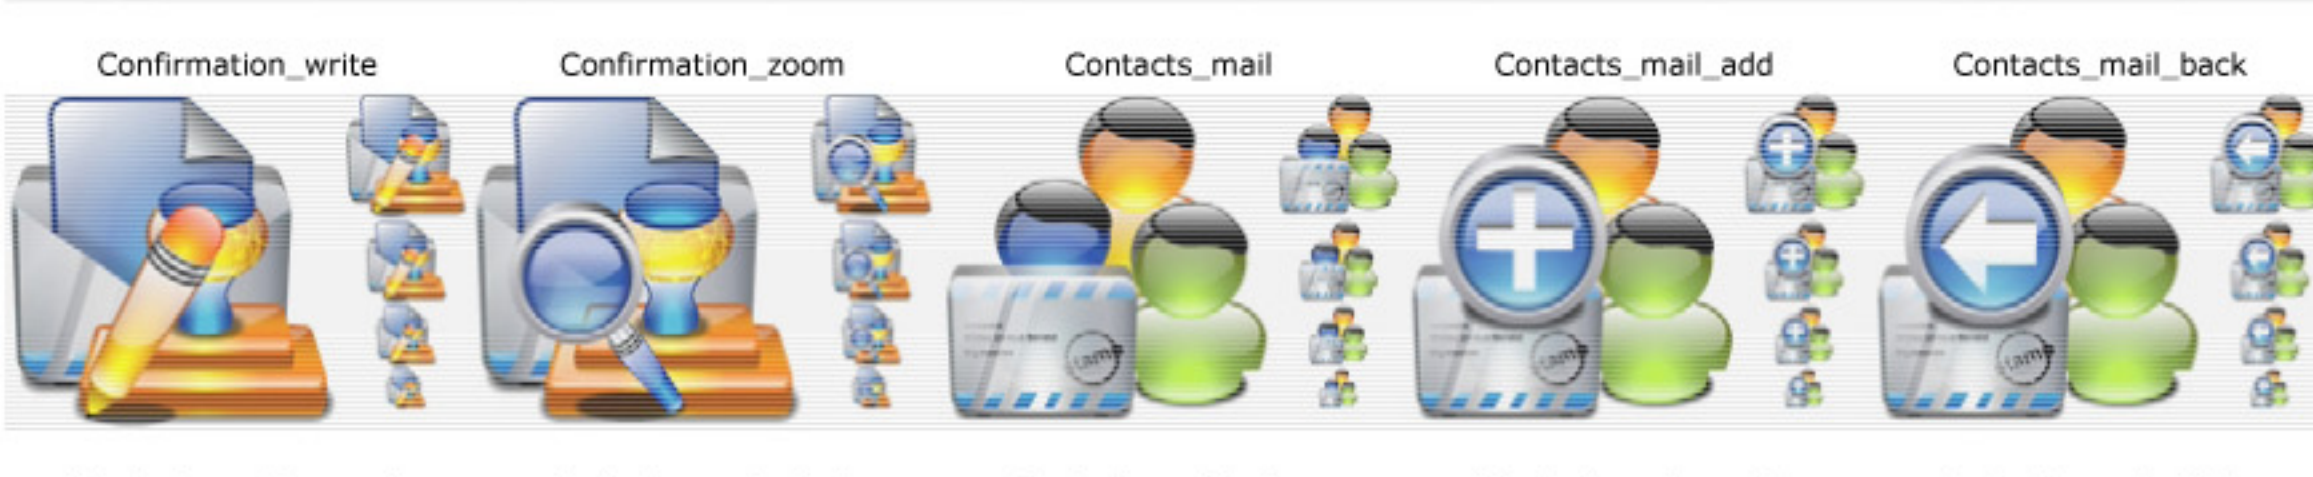 Confirmation_write
Confirmation_zoom
Contacts_mail
Contacts_mail_add
Contacts_mail_back